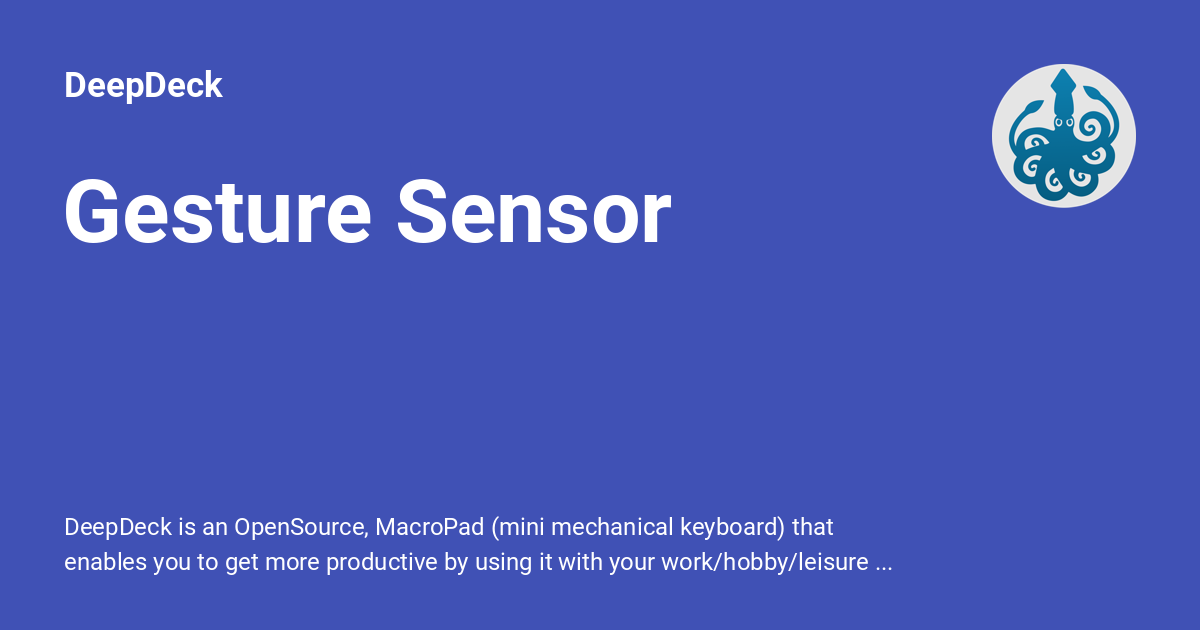 DeepDeck
Gesture Sensor
DeepDeck is an OpenSource, MacroPad (mini mechanical keyboard) that
enables you to get more productive by using it with your work/hobby/leisure ...